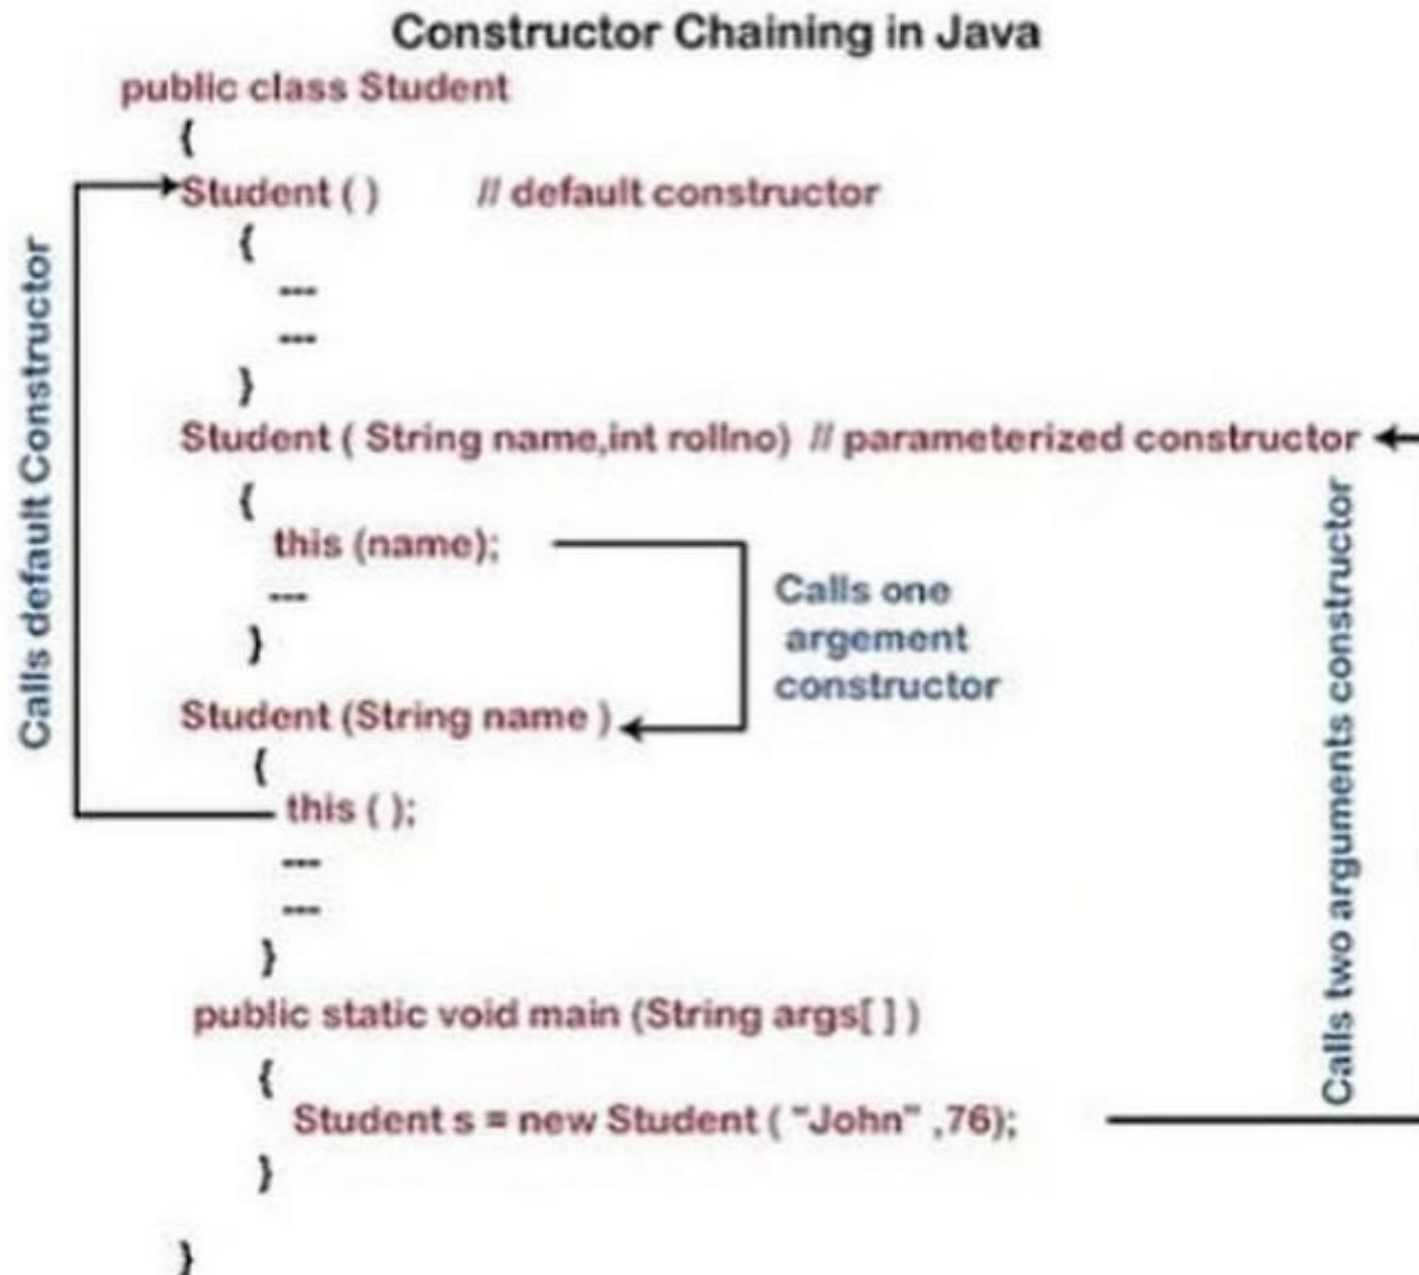 Constructor Chaining in Java
public class Student
{
Student ( ) // default constructor
{
---
---
}
Student ( String name,int rollno) // parameterized constructor
{
this (name);
---
}
Student (String name )
{
this ( );
---
---
}
public static void main (String args[ ] )
{
Student s = new Student ( "John" ,76);
}
}
Calls default Constructor
Calls one
argement
constructor
Calls two arguments constructor